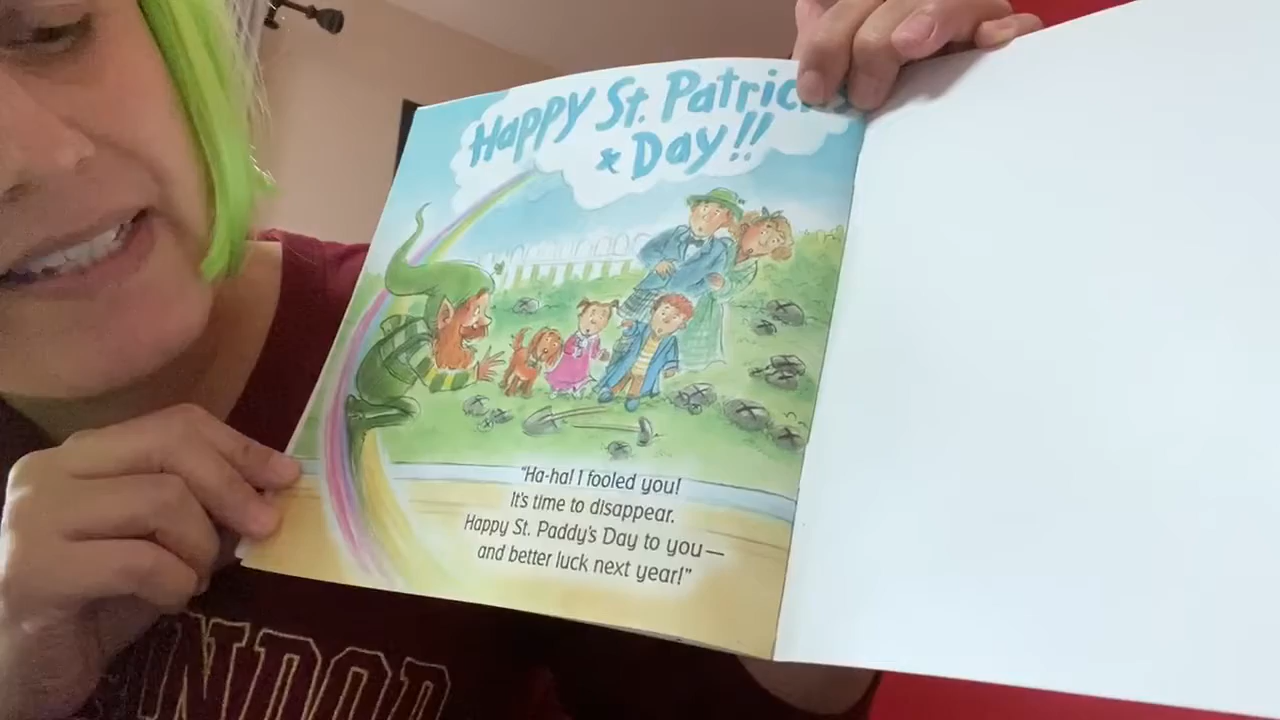 Happy St. Patric
Day!!
"Ha-ha! I fooled you!
It's time to disappear.
Happy St. Paddy's Day to you—
and better luck next year!"
NDOR